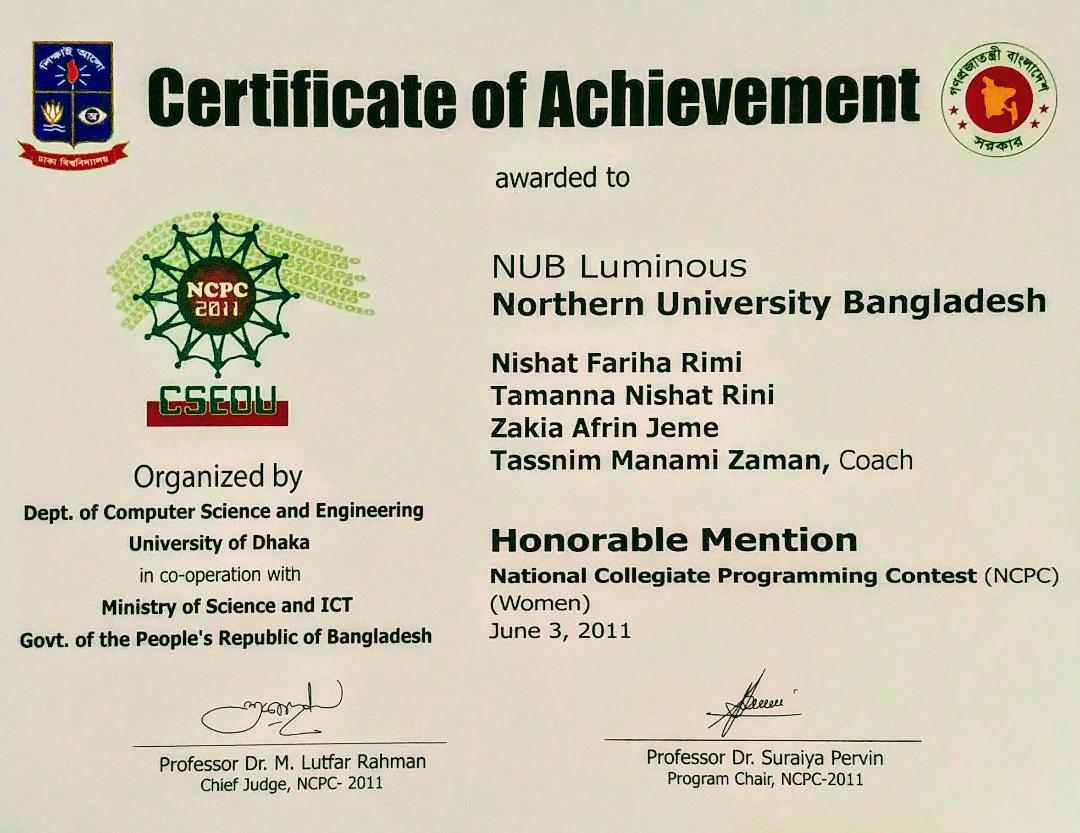 শিক্ষাই আলো
অ
ঢাকা বিশ্ববিদ্যালয়
Certificate of Achievement
গণপ্রজাতন্ত্রী বাংলাদেশ
সরকার
awarded to
NCPC
2011
CSEDU
Organized by
Dept. of Computer Science and Engineering
University of Dhaka
in co-operation with
Ministry of Science and ICT
Govt. of the People's Republic of Bangladesh
NUB Luminous
Northern University Bangladesh
Nishat Fariha Rimi
Tamanna Nishat Rini
Zakia Afrin Jeme
Tassnim Manami Zaman, Coach
Honorable Mention
National Collegiate Programming Contest (NCPC)
(Women)
June 3, 2011
Professor Dr. M. Lutfar Rahman
Chief Judge, NCPC- 2011
Professor Dr. Suraiya Pervin
Program Chair, NCPC-2011